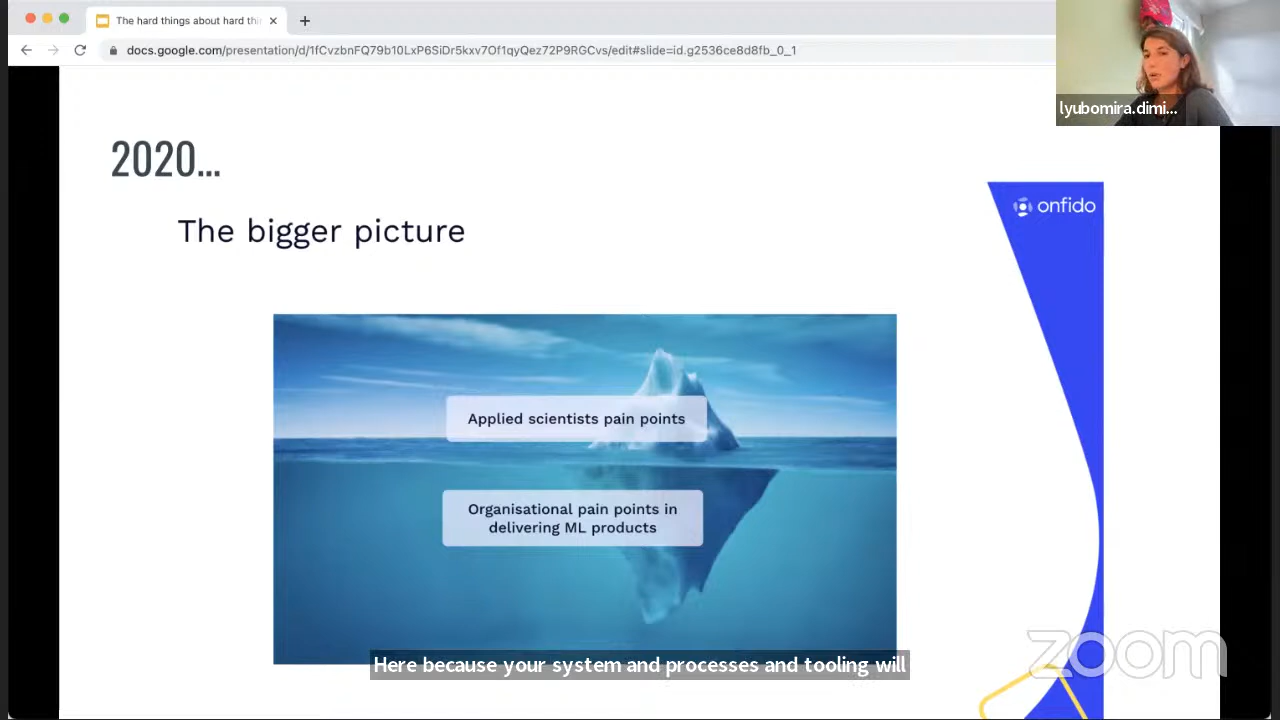 The hard things about hard thi
docs.google.com/presentation/d/1fCvzbnFQ79b10LxP6SiDr5kxv7Of1qyQez72P9RGCvs/edit#slide=id.g2536ce8d8fb_0_1
lyubomira.dimi...
2020...
onfido
The bigger picture
Applied scientists pain points
Organisational pain points in
delivering ML products
zoom
Here because your system and processes and tooling will